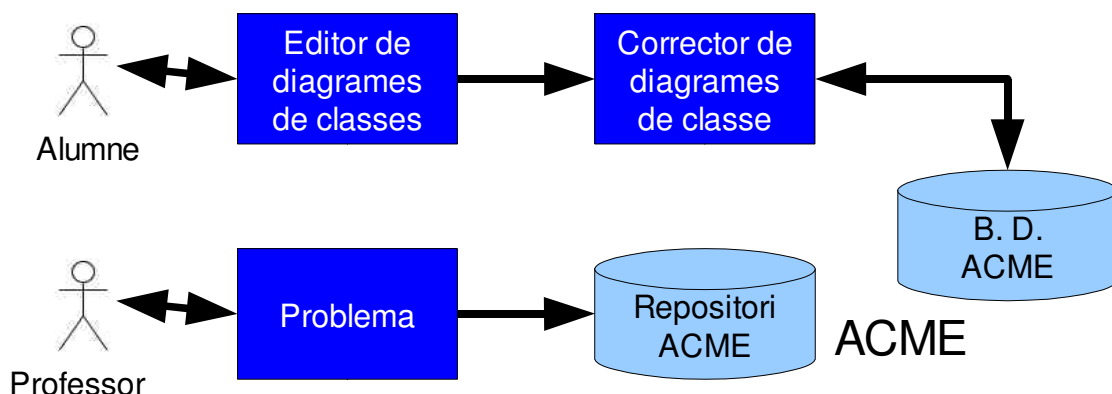 Editor de
diagrames
de classes
Corrector de
diagrames
de classe
Alumne
B. D.
ACME
Problema
Repositori
ACME
ACME
Professor